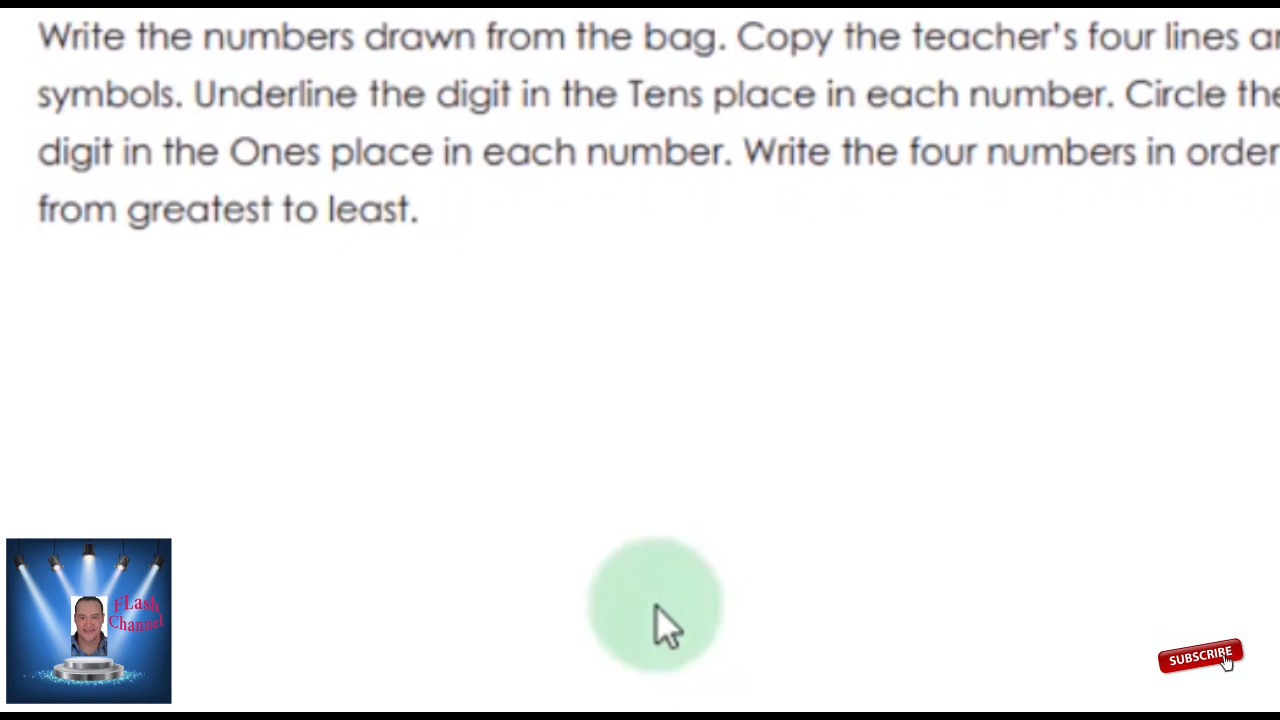 Write the numbers drawn from the bag. Copy the teacher's four lines
symbols. Underline the digit in the Tens place in each number. Circle the
digit in the Ones place in each number. Write the four numbers in order
from greatest to least.
FLash
Channel
SUBSCRIBE